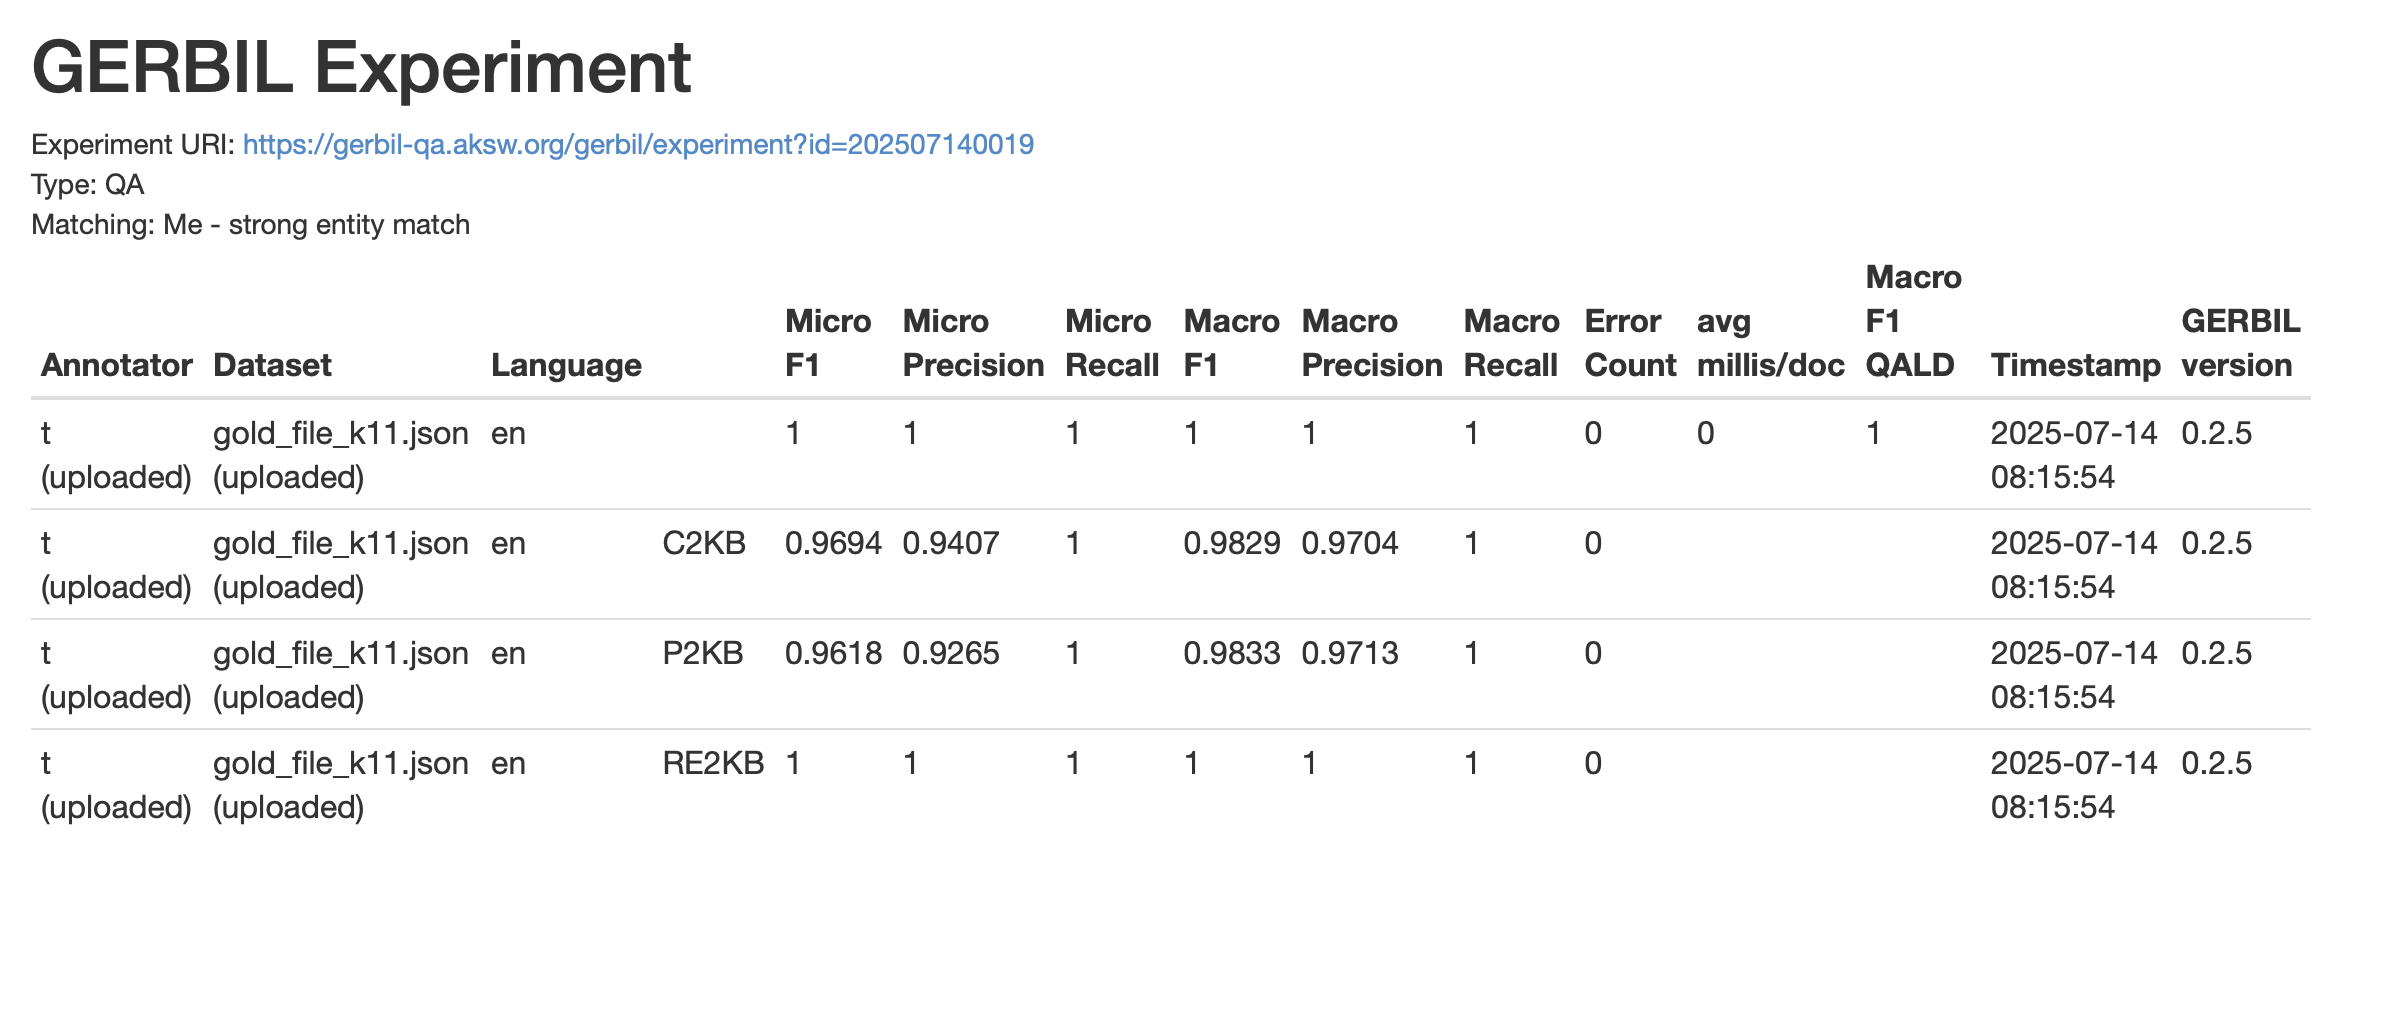 GERBIL Experiment
Experiment URI: https://gerbil-qa.aksw.org/gerbil/experiment?id=202507140019
Type: QA
Matching: Me - strong entity match
Annotator Dataset Language Micro F1 Micro Precision Micro Recall Macro F1 Macro Precision Macro Recall Error Count avg millis/doc Macro F1 QALD Timestamp GERBIL version
t (uploaded) gold_file_k11.json (uploaded) en 1 1 1 1 1 1 0 0 1 2025-07-14 08:15:54 0.2.5
t (uploaded) gold_file_k11.json (uploaded) en C2KB 0.9694 0.9407 1 0.9829 0.9704 1 0 2025-07-14 08:15:54 0.2.5
t (uploaded) gold_file_k11.json (uploaded) en P2KB 0.9618 0.9265 1 0.9833 0.9713 1 0 2025-07-14 08:15:54 0.2.5
t (uploaded) gold_file_k11.json (uploaded) en RE2KB 1 1 1 1 1 1 0 2025-07-14 08:15:54 0.2.5